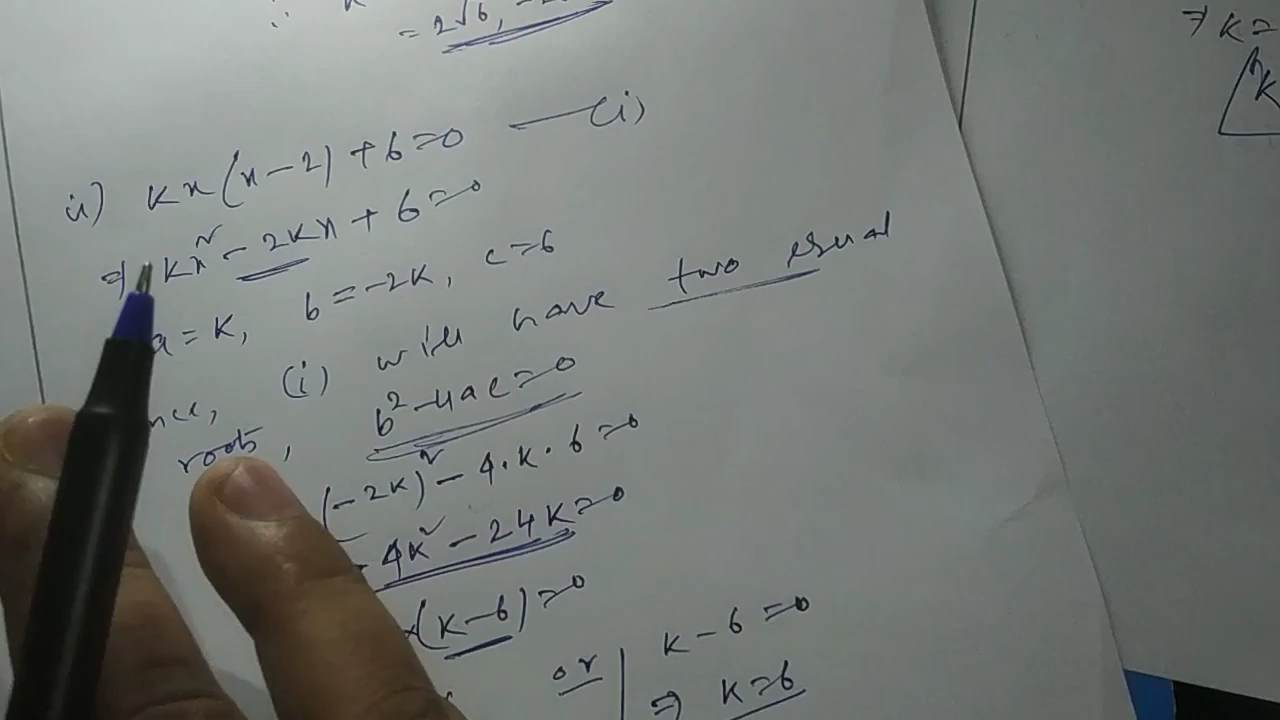 = 2√6,
ii) kx(x-2)+6=0 —(i)
⇒ kx² - 2kx + 6=0
a=k, b=-2k, c=6
(i) will have two equal
roots, b²-4ac=0
(-2k)² - 4·k·6=0
4k² - 24k=0
(k-6)=0
or | k-6=0
⇒ k=6
⇒ k=
k